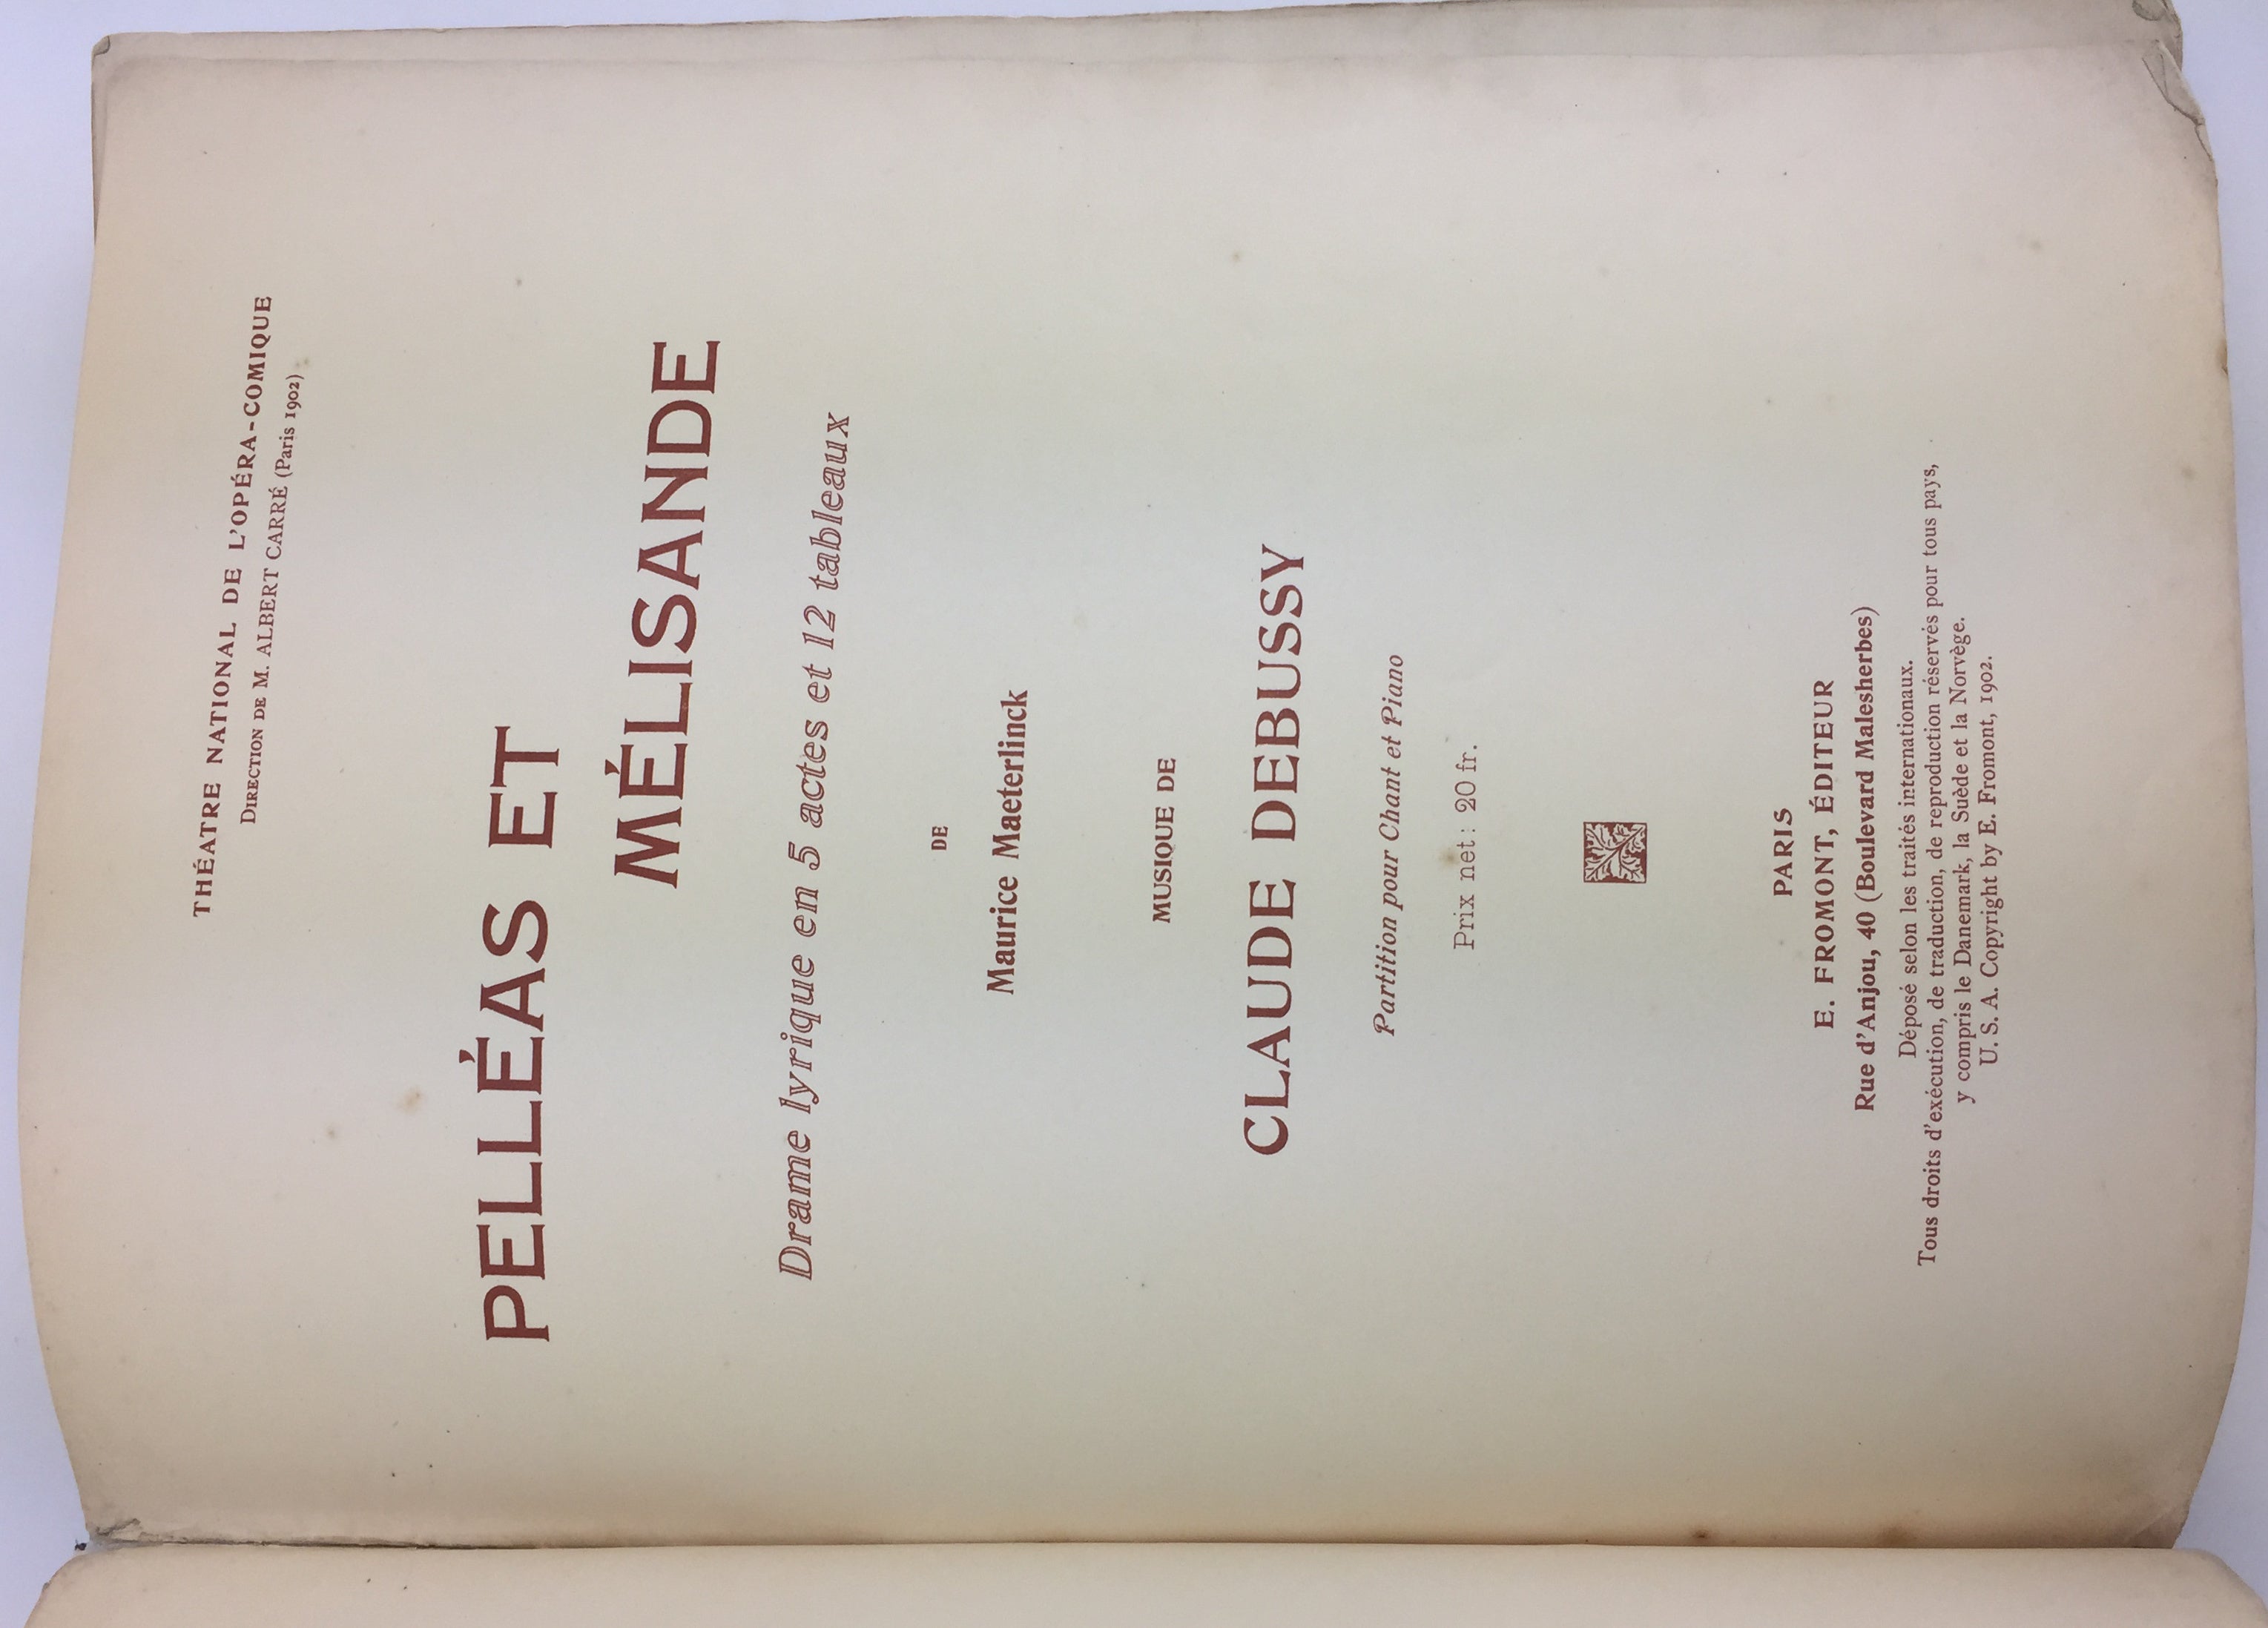 THÉATRE NATIONAL DE L'OPÉRA-COMIQUE
DIRECTION DE M. ALBERT CARRÉ (Paris 1902)
PELLÉAS ET
MÉLISANDE
Drame lyrique en 5 actes et 12 tableaux
DE
Maurice Maeterlinck
MUSIQUE DE
CLAUDE DEBUSSY
Partition pour Chant et Piano
Prix net: 20 fr.
PARIS
E. FROMONT, ÉDITEUR
Rue d'Anjou, 40 (Boulevard Malesherbes)
Déposé selon les traités internationaux.
Tous droits d'exécution, de traduction, de reproduction réservés pour tous pays,
y compris le Danemark, la Suède et la Norvège.
U. S. A. Copyright by E. Fromont, 1902.